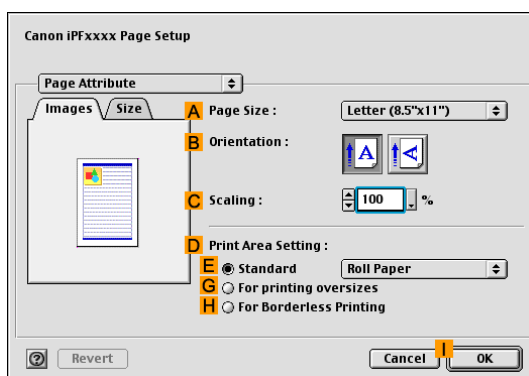 Canon iPFxxxx Page Setup
Page Attribute
Images Size
A Page Size : Letter (8.5"x11")
B Orientation : A A
C Scaling : 100 %
D Print Area Setting :
E Standard Roll Paper
G For printing oversizes
H For Borderless Printing
? Revert Cancel I OK